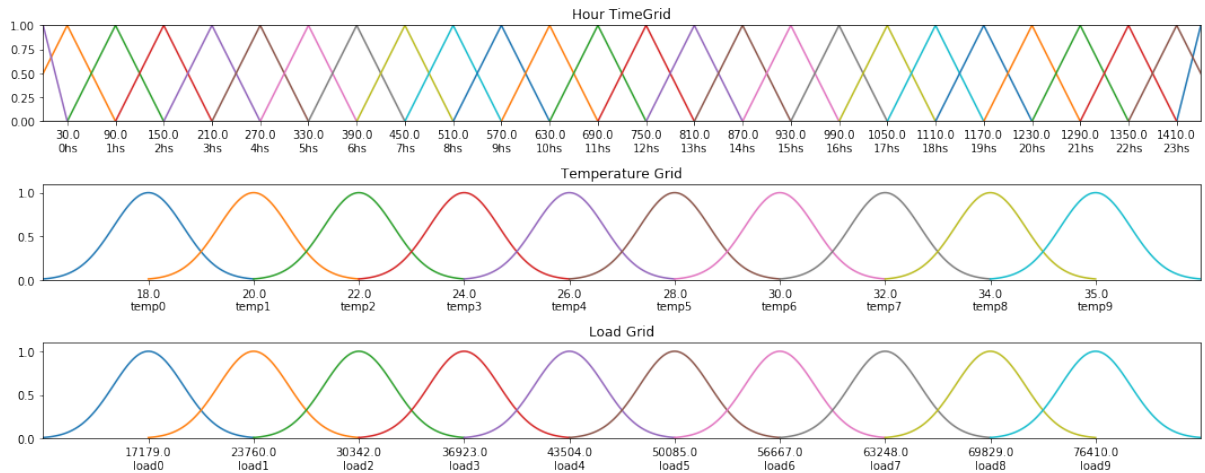 Hour TimeGrid
1.00
0.75
0.50
0.25
0.00
30.0 90.0 150.0 210.0 270.0 330.0 390.0 450.0 510.0 570.0 630.0 690.0 750.0 810.0 870.0 930.0 990.0 1050.0 1110.0 1170.0 1230.0 1290.0 1350.0 1410.0
0hs 1hs 2hs 3hs 4hs 5hs 6hs 7hs 8hs 9hs 10hs 11hs 12hs 13hs 14hs 15hs 16hs 17hs 18hs 19hs 20hs 21hs 22hs 23hs
Temperature Grid
1.0
0.5
0.0
18.0 20.0 22.0 24.0 26.0 28.0 30.0 32.0 34.0 35.0
temp0 temp1 temp2 temp3 temp4 temp5 temp6 temp7 temp8 temp9
Load Grid
1.0
0.5
0.0
17179.0 23760.0 30342.0 36923.0 43504.0 50085.0 56667.0 63248.0 69829.0 76410.0
load0 load1 load2 load3 load4 load5 load6 load7 load8 load9